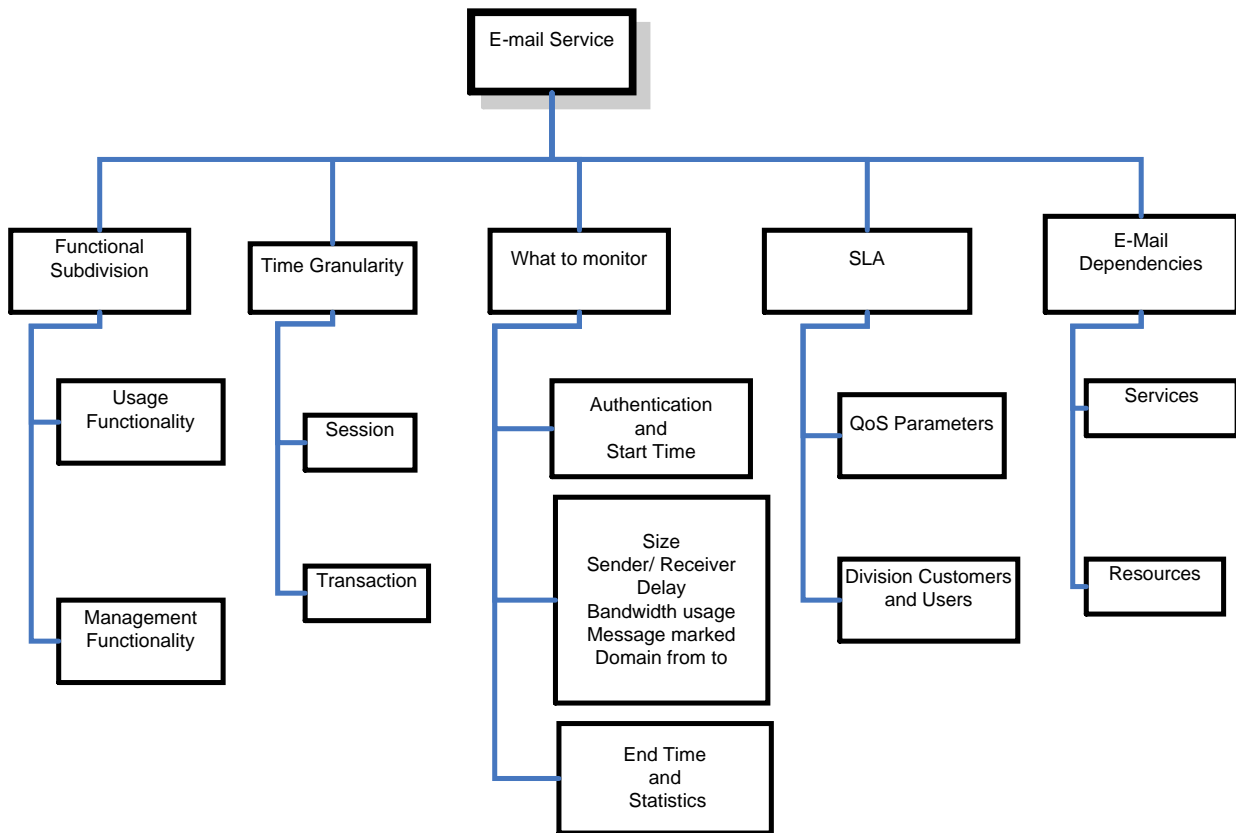 E-mail Service
Functional
Subdivision
Time Granularity
What to monitor
SLA
E-Mail
Dependencies
Usage
Functionality
Management
Functionality
Session
Transaction
Authentication
and
Start Time
Size
Sender/ Receiver
Delay
Bandwidth usage
Message marked
Domain from to
End Time
and
Statistics
QoS Parameters
Division Customers
and Users
Services
Resources